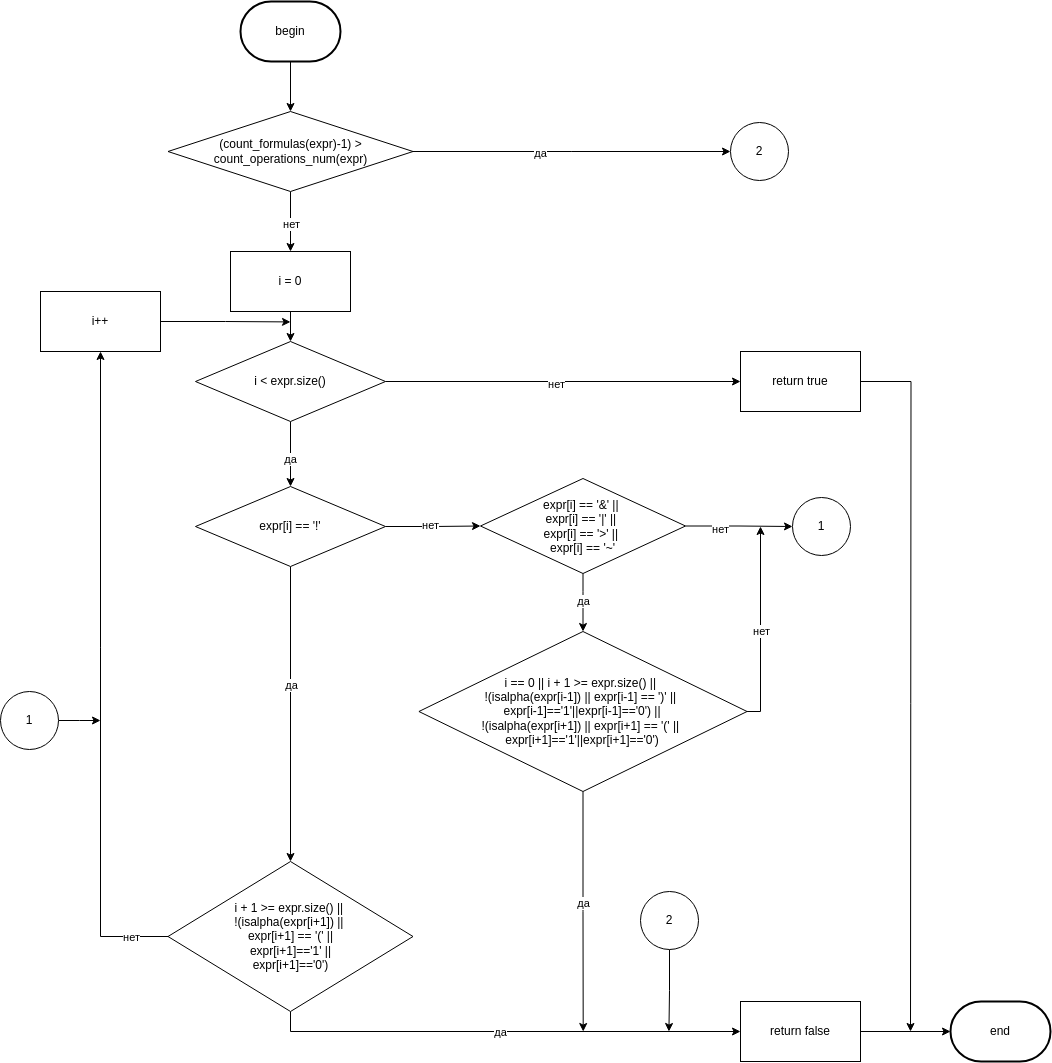 begin
(count_formulas(expr)-1) >
count_operations_num(expr)
да
2
нет
i = 0
i++
i < expr.size()
нет
return true
да
expr[i] == '!'
нет
expr[i] == '&' ||
expr[i] == '|' ||
expr[i] == '>' ||
expr[i] == '~'
нет
1
да
нет
i == 0 || i + 1 >= expr.size() ||
!(isalpha(expr[i-1]) || expr[i-1] == ')' ||
expr[i-1]=='1'||expr[i-1]=='0') ||
!(isalpha(expr[i+1]) || expr[i+1] == '(' ||
expr[i+1]=='1'||expr[i+1]=='0')
да
1
i + 1 >= expr.size() ||
!(isalpha(expr[i+1]) ||
expr[i+1] == '(' ||
expr[i+1]=='1' ||
expr[i+1]=='0')
нет
да
2
да
return false
end